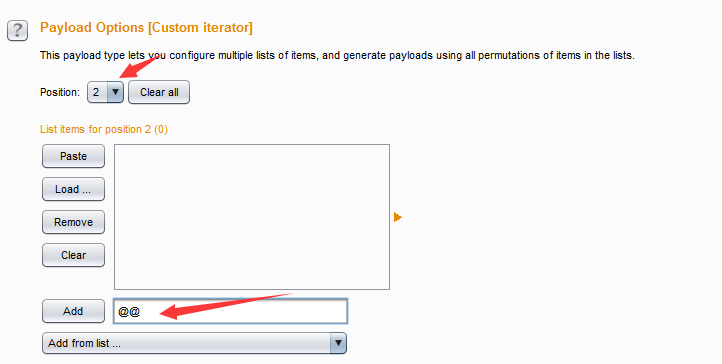 ?
Payload Options [Custom iterator]
This payload type lets you configure multiple lists of items, and generate payloads using all permutations of items in the lists.
Position: 2 Clear all
List items for position 2 (0)
Paste
Load ...
Remove
Clear
Add @@
Add from list ...